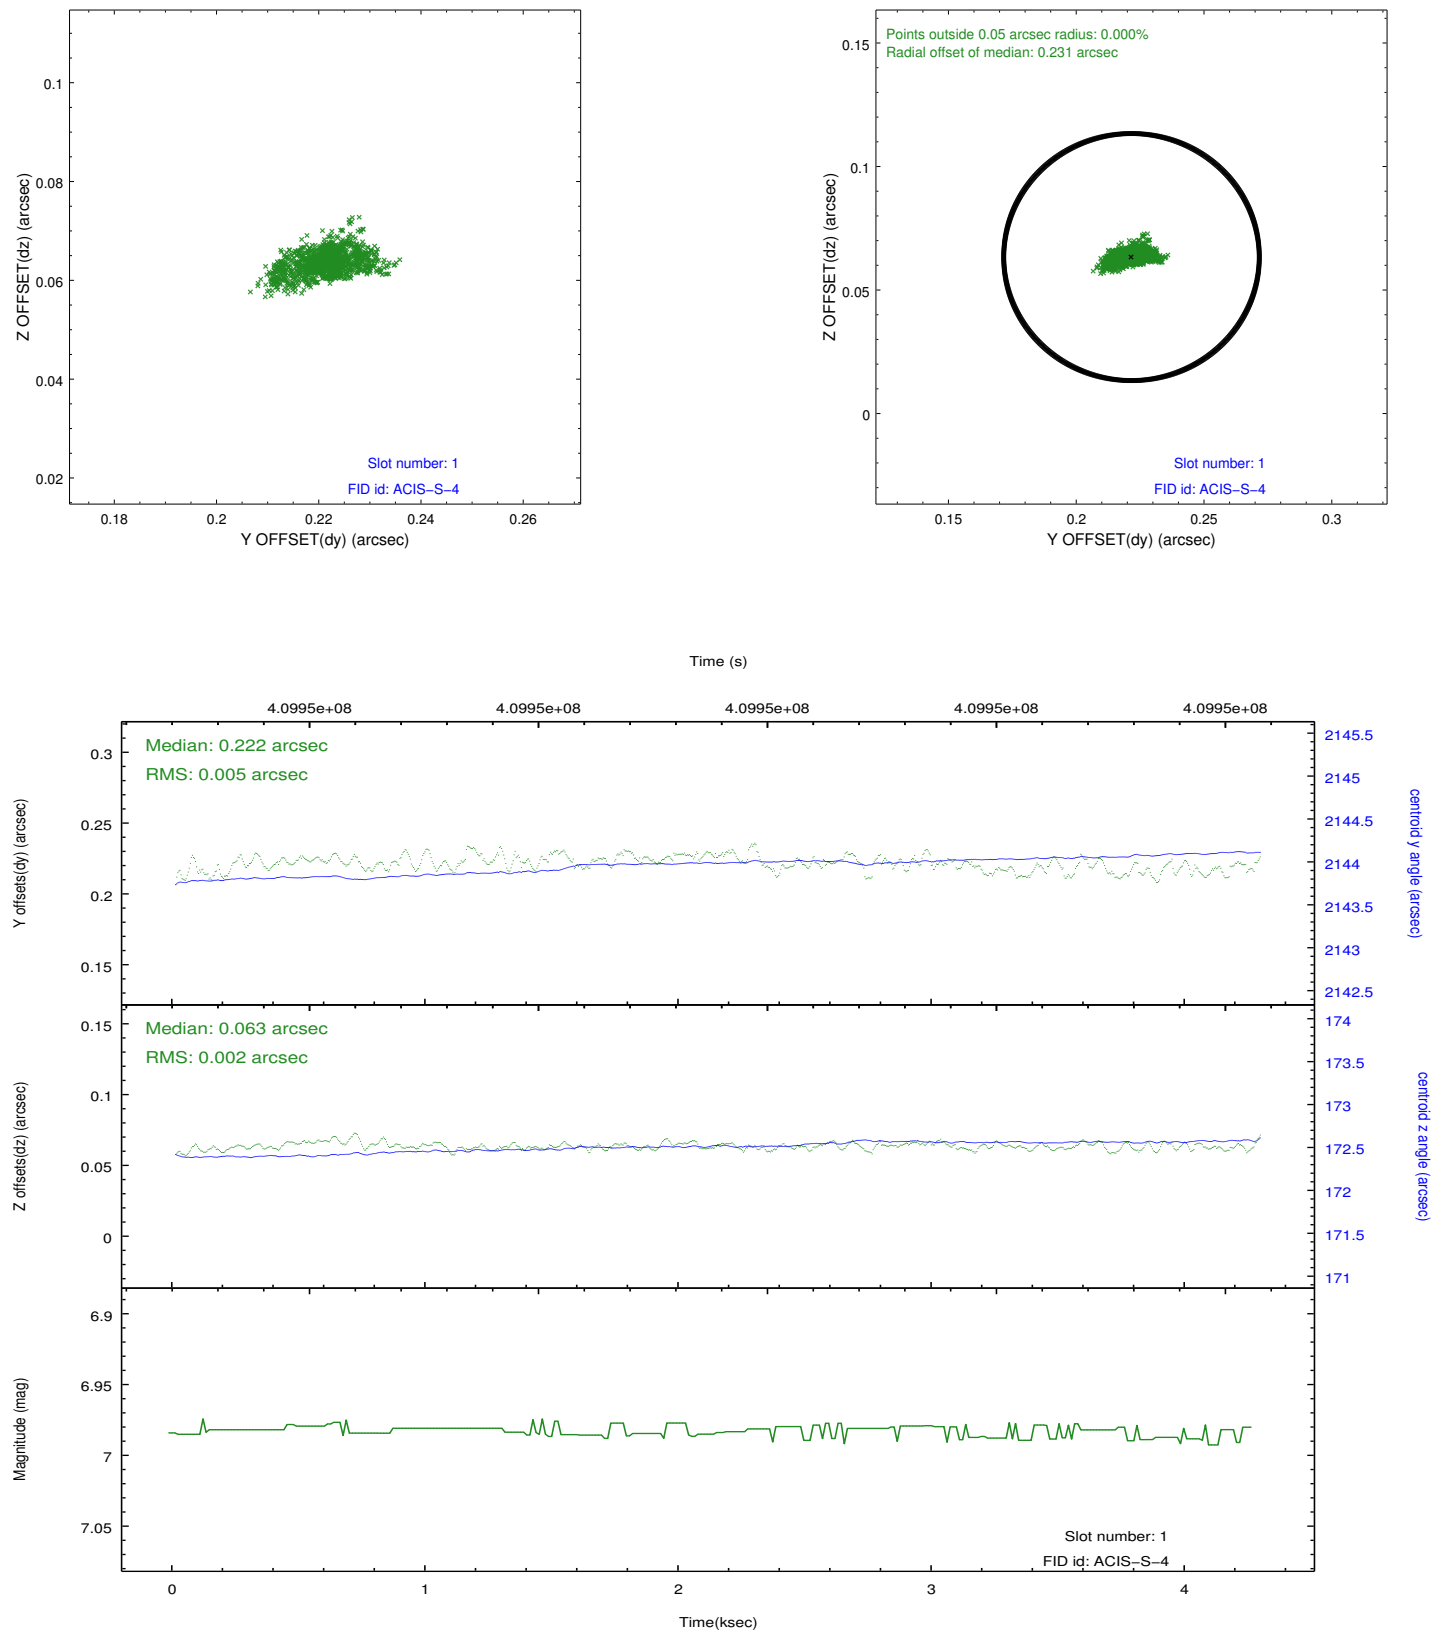 0.1
0.08
0.06
0.04
0.02
Z OFFSET(dz) (arcsec)
Slot number: 1
FID id: ACIS−S−4
0.18
0.2
0.22
0.24
0.26
Y OFFSET(dy) (arcsec)
Points outside 0.05 arcsec radius: 0.000%
Radial offset of median: 0.231 arcsec
0.15
0.1
0.05
0
Z OFFSET(dz) (arcsec)
Slot number: 1
FID id: ACIS−S−4
0.15
0.2
0.25
0.3
Y OFFSET(dy) (arcsec)
Time (s)
4.0995e+08
4.0995e+08
4.0995e+08
4.0995e+08
4.0995e+08
Median: 0.222 arcsec
RMS: 0.005 arcsec
0.3
0.25
0.2
0.15
Y offsets(dy) (arcsec)
2145.5
2145
2144.5
2144
2143.5
2143
2142.5
centroid y angle (arcsec)
Median: 0.063 arcsec
RMS: 0.002 arcsec
0.15
0.1
0.05
0
Z offsets(dz) (arcsec)
174
173.5
173
172.5
172
171.5
171
centroid z angle (arcsec)
6.9
6.95
7
7.05
Magnitude (mag)
Slot number: 1
FID id: ACIS−S−4
0
1
2
3
4
Time(ksec)